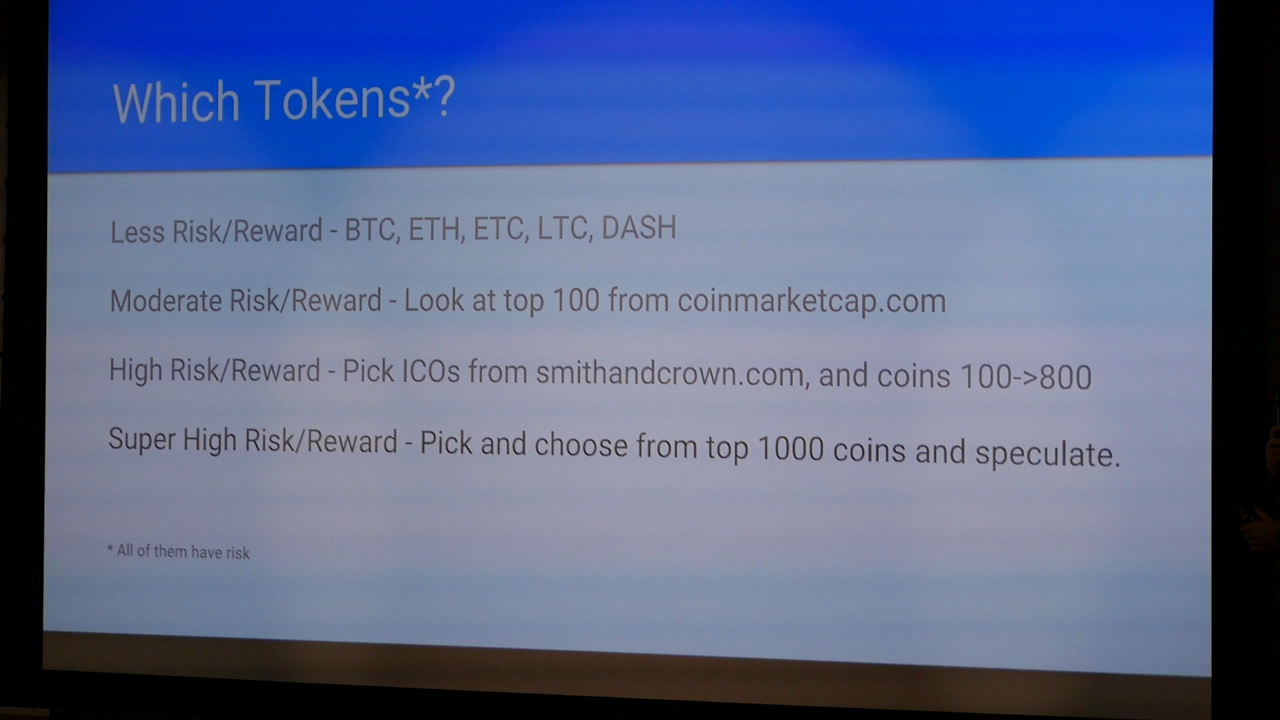 Which Tokens*?
Less Risk/Reward - BTC, ETH, ETC, LTC, DASH
Moderate Risk/Reward - Look at top 100 from coinmarketcap.com
High Risk/Reward - Pick ICOs from smithandcrown.com, and coins 100->800
Super High Risk/Reward - Pick and choose from top 1000 coins and speculate.
* All of them have risk